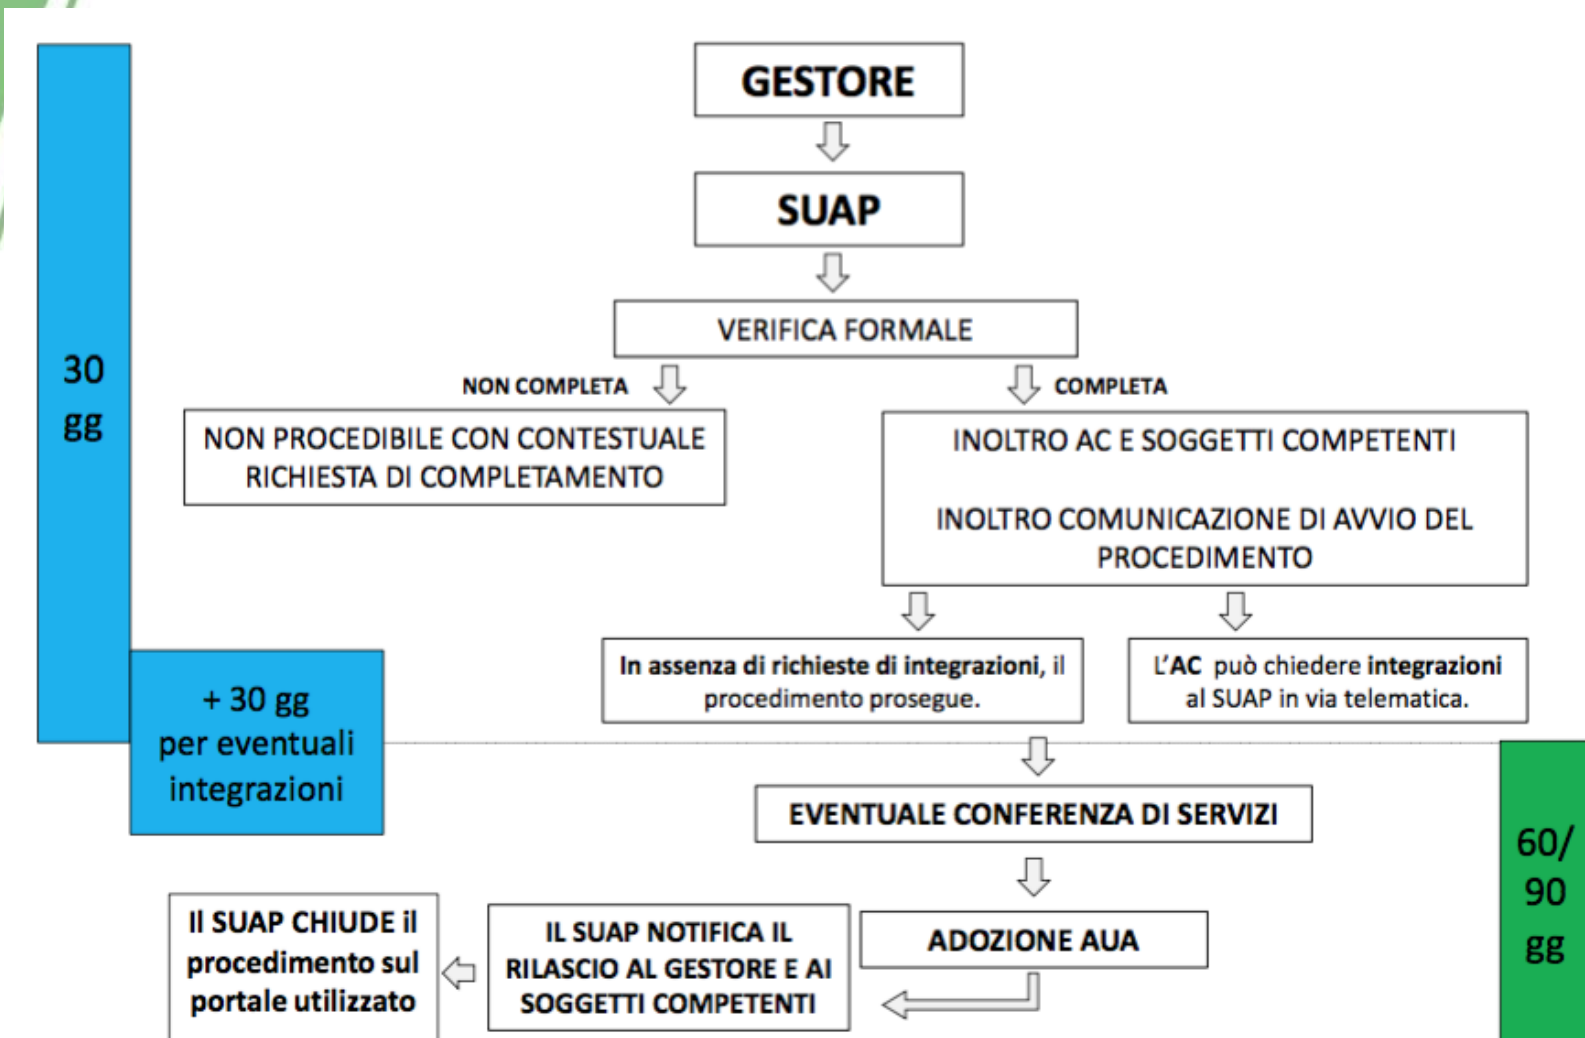 GESTORE
SUAP
VERIFICA FORMALE
NON COMPLETA
COMPLETA
NON PROCEDIBILE CON CONTESTUALE
RICHIESTA DI COMPLETAMENTO
INOLTRO AC E SOGGETTI COMPETENTI
INOLTRO COMUNICAZIONE DI AVVIO DEL
PROCEDIMENTO
30
gg
In assenza di richieste di integrazioni, il
procedimento prosegue.
L'AC può chiedere integrazioni
al SUAP in via telematica.
+ 30 gg
per eventuali
integrazioni
EVENTUALE CONFERENZA DI SERVIZI
60/
90
gg
ADOZIONE AUA
IL SUAP NOTIFICA IL
RILASCIO AL GESTORE E AI
SOGGETTI COMPETENTI
Il SUAP CHIUDE il
procedimento sul
portale utilizzato